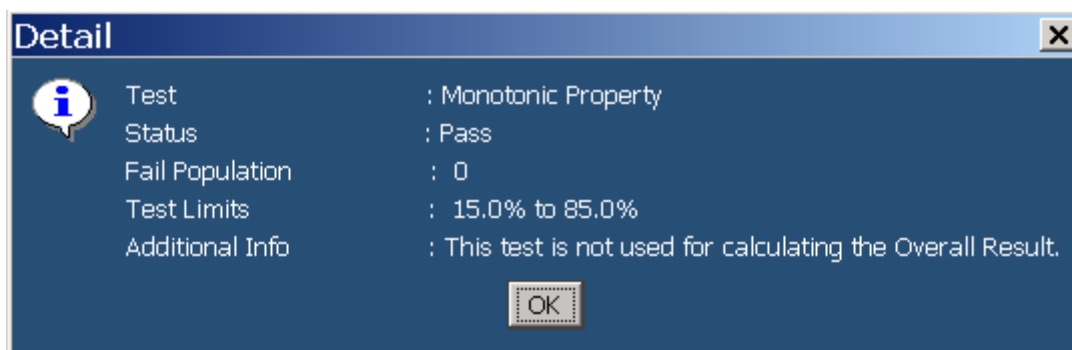 Detail
Test : Monotonic Property
Status : Pass
Fail Population : 0
Test Limits : 15.0% to 85.0%
Additional Info : This test is not used for calculating the Overall Result.
OK